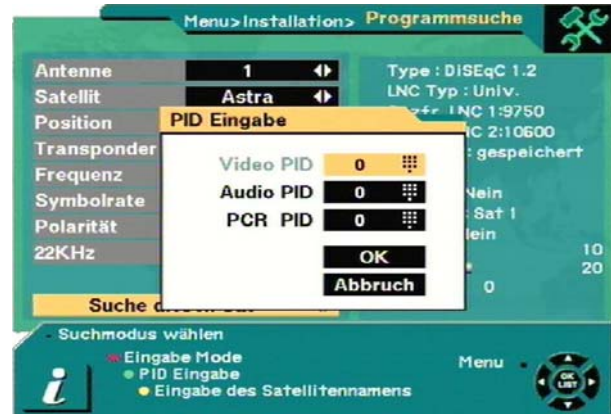 Menu>Installation> Programmsuche
Antenne 1
Satellit Astra
Position
Transponder
Frequenz
Symbolrate
Polarität
22KHz
Type : DiSEqC 1.2
LNC Typ : Univ.
LNC 1:9750
LNC 2:10600
: gespeichert
Nein
: Sat 1
10
20
0
PID Eingabe
Video PID 0
Audio PID 0
PCR PID 0
OK
Abbruch
Suche
Suchmodus wählen
Eingabe Mode
PID Eingabe
Eingabe des Satellitennamens
Menu
OK
LIST
i